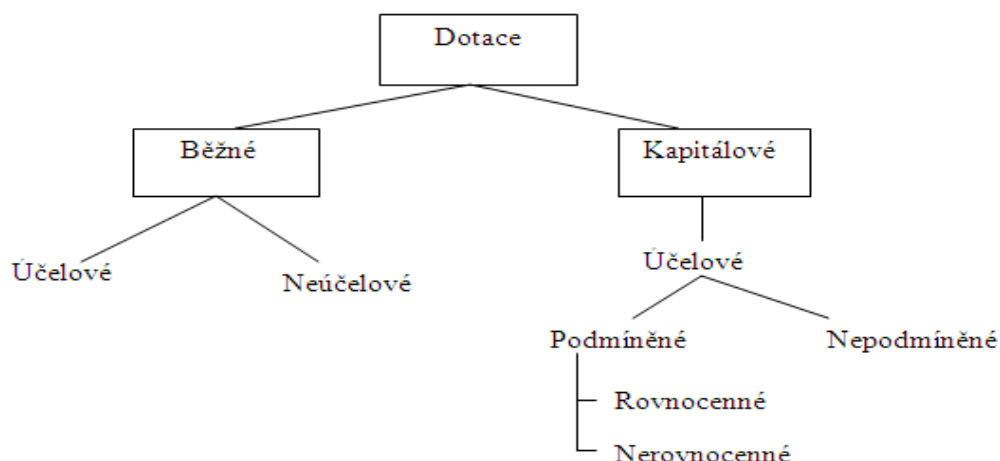 Dotace
Běžné
Kapitálové
Účelové
Neúčelové
Účelové
Podmíněné
Nepodmíněné
Rovnocenné
Nerovnocenné